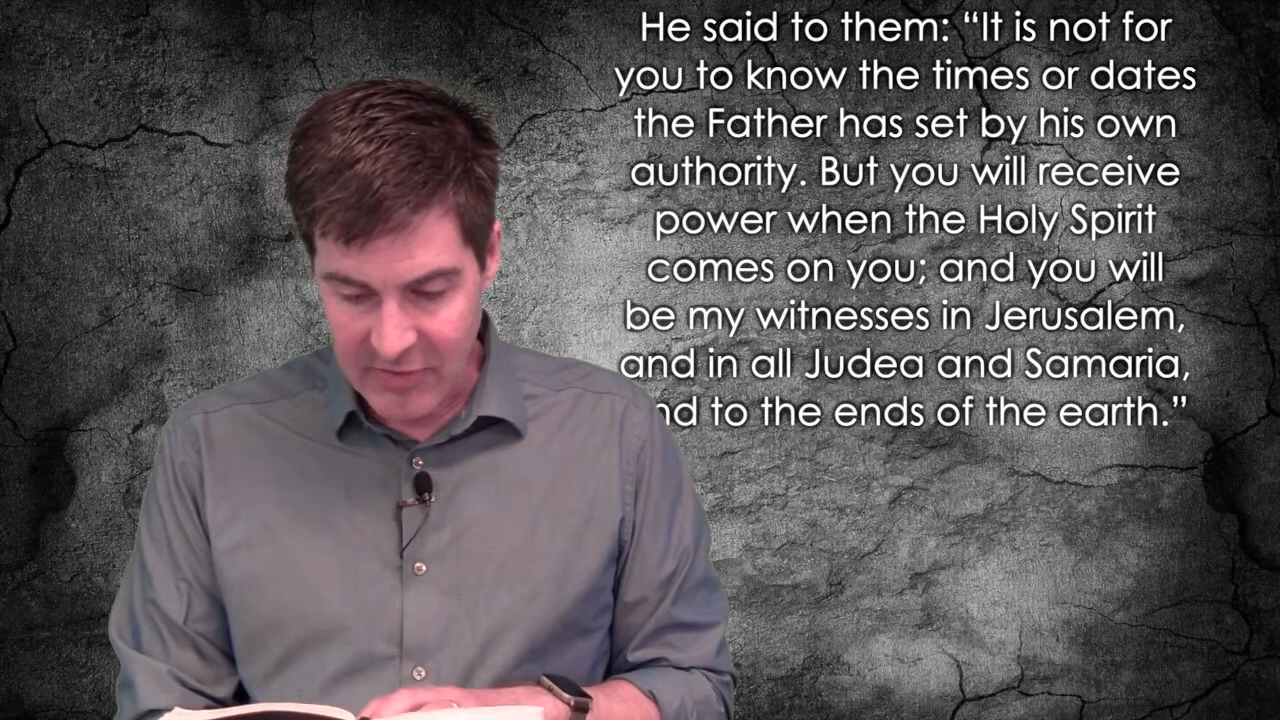 He said to them: “It is not for
you to know the times or dates
the Father has set by his own
authority. But you will receive
power when the Holy Spirit
comes on you; and you will
be my witnesses in Jerusalem,
and in all Judea and Samaria,
nd to the ends of the earth.”